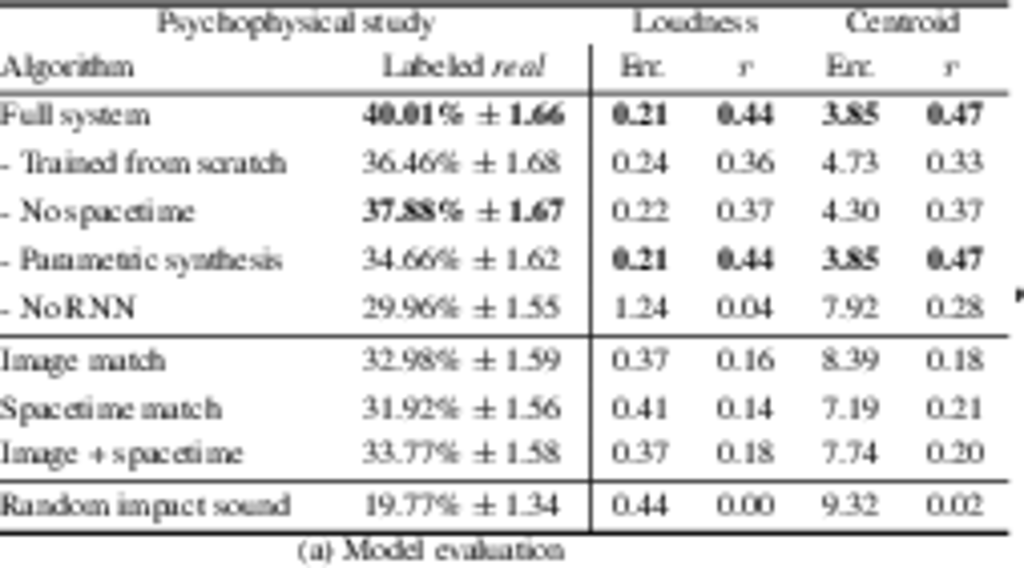 Psychophysical study Loudness Centroid
Algorithm Labeled real Err. r Err. r
Full system 40.01% ± 1.66 0.21 0.44 3.85 0.47
- Trained from scratch 36.46% ± 1.68 0.24 0.36 4.73 0.33
- No spacetime 37.88% ± 1.67 0.22 0.37 4.30 0.37
- Parametric synthesis 34.66% ± 1.62 0.21 0.44 3.85 0.47
- No RNN 29.96% ± 1.55 1.24 0.04 7.92 0.28
Image match 32.98% ± 1.59 0.37 0.16 8.39 0.18
Spacetime match 31.92% ± 1.56 0.41 0.14 7.19 0.21
Image + spacetime 33.77% ± 1.58 0.37 0.18 7.74 0.20
Random impact sound 19.77% ± 1.34 0.44 0.00 9.32 0.02
(a) Model evaluation